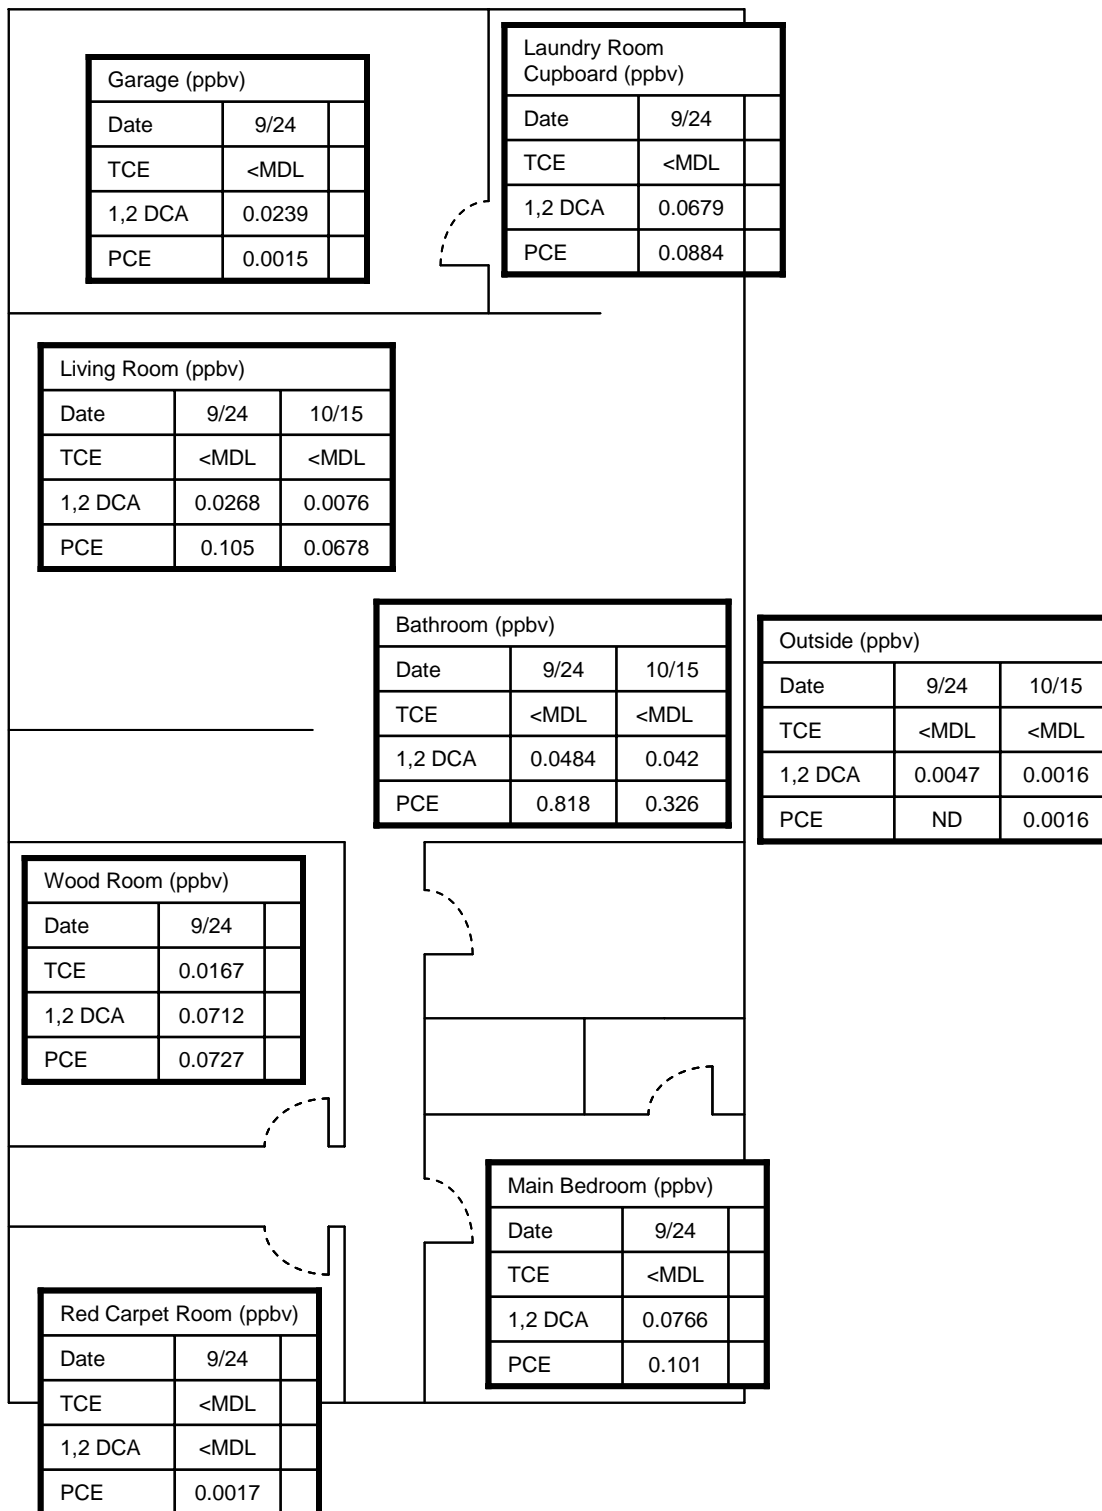 Garage (ppbv)
Date 9/24
TCE <MDL
1,2 DCA 0.0239
PCE 0.0015
Laundry Room
Cupboard (ppbv)
Date 9/24
TCE <MDL
1,2 DCA 0.0679
PCE 0.0884
Living Room (ppbv)
Date 9/24 10/15
TCE <MDL <MDL
1,2 DCA 0.0268 0.0076
PCE 0.105 0.0678
Bathroom (ppbv)
Date 9/24 10/15
TCE <MDL <MDL
1,2 DCA 0.0484 0.042
PCE 0.818 0.326
Outside (ppbv)
Date 9/24 10/15
TCE <MDL <MDL
1,2 DCA 0.0047 0.0016
PCE ND 0.0016
Wood Room (ppbv)
Date 9/24
TCE 0.0167
1,2 DCA 0.0712
PCE 0.0727
Main Bedroom (ppbv)
Date 9/24
TCE <MDL
1,2 DCA 0.0766
PCE 0.101
Red Carpet Room (ppbv)
Date 9/24
TCE <MDL
1,2 DCA <MDL
PCE 0.0017